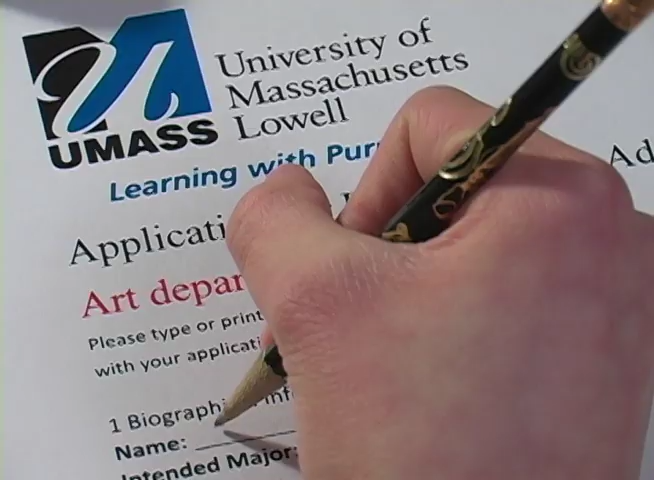 UMASS
University of
Massachusetts
Lowell
Learning with
Ad
Applicati
Art depar
Please type or print
with your applicati
1 Biographi inf
Name:
Intended Major: